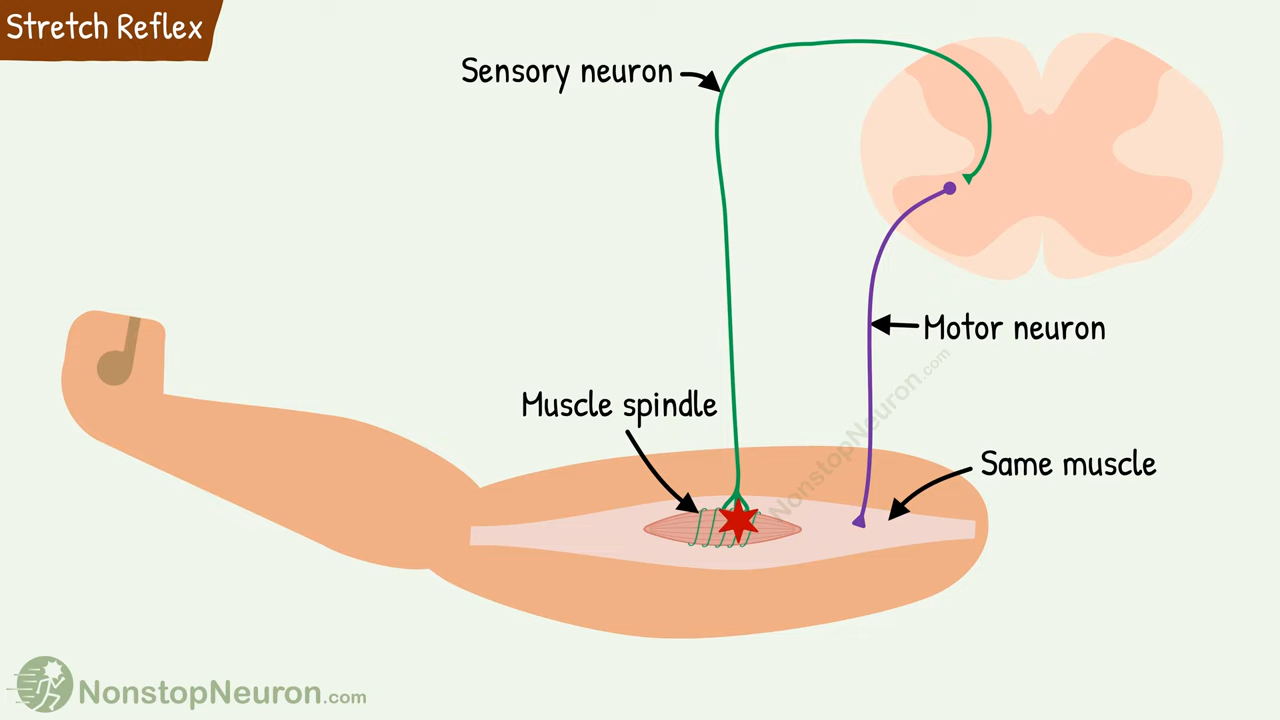 Stretch Reflex
Sensory neuron
Motor neuron
Muscle spindle
Same muscle
NonstopNeuron.com
NonstopNeuron.com